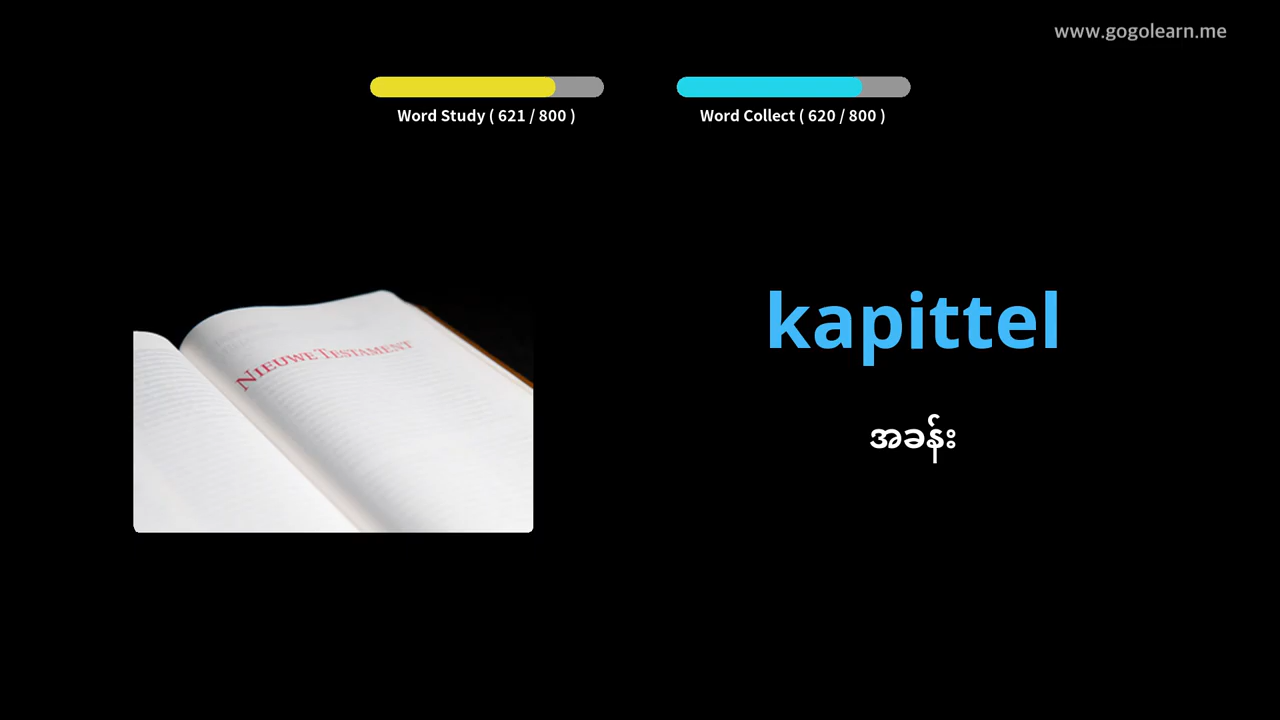 www.gogolearn.me
Word Study ( 621 / 800 )
Word Collect ( 620 / 800 )
NIEUWE TESTAMENT
kapittel
အခန်း